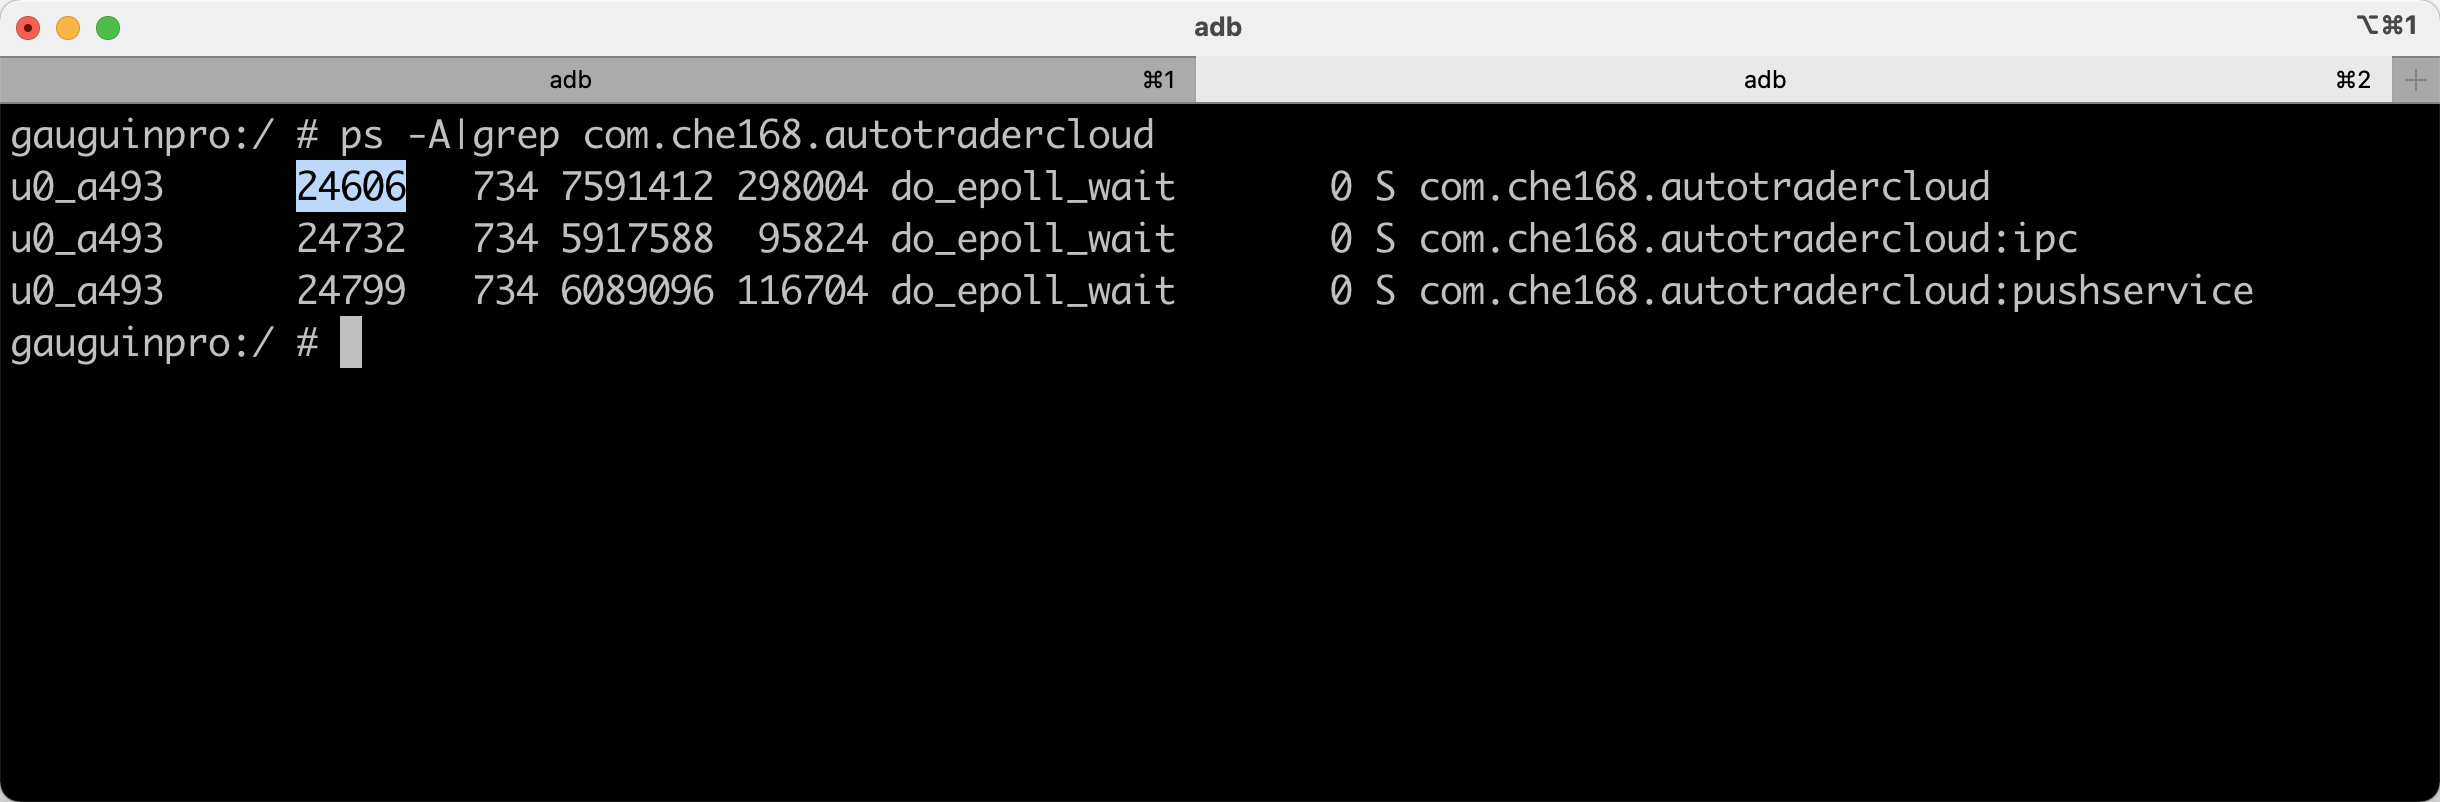 adb ⌥⌘1
adb ⌘1 adb ⌘2 +
gauguinpro:/ # ps -A|grep com.che168.autotradercloud
u0_a493      24606   734 7591412 298004 do_epoll_wait       0 S com.che168.autotradercloud
u0_a493      24732   734 5917588  95824 do_epoll_wait       0 S com.che168.autotradercloud:ipc
u0_a493      24799   734 6089096 116704 do_epoll_wait       0 S com.che168.autotradercloud:pushservice
gauguinpro:/ #